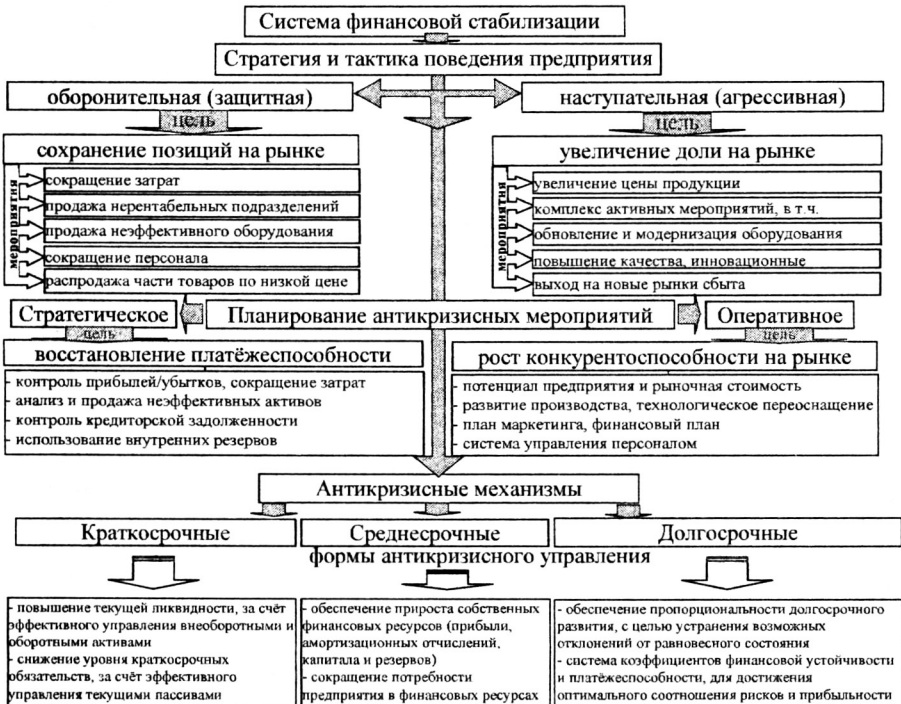 Система финансовой стабилизации
Стратегия и тактика поведения предприятия
оборонительная (защитная)
наступательная (агрессивная)
цель
цель
сохранение позиций на рынке
увеличение доли на рынке
мероприятия
сокращение затрат
продажа нерентабельных подразделений
продажа неэффективного оборудования
сокращение персонала
распродажа части товаров по низкой цене
мероприятия
увеличение цены продукции
комплекс активных мероприятий, в т.ч.
обновление и модернизация оборудования
повышение качества, инновационные
выход на новые рынки сбыта
Стратегическое
Планирование антикризисных мероприятий
Оперативное
цель
цель
восстановление платёжеспособности
- контроль прибылей/убытков, сокращение затрат
- анализ и продажа неэффективных активов
- контроль кредиторской задолженности
- использование внутренних резервов
рост конкурентоспособности на рынке
- потенциал предприятия и рыночная стоимость
- развитие производства, технологическое переоснащение
- план маркетинга, финансовый план
- система управления персоналом
Антикризисные механизмы
Краткосрочные
Среднесрочные
Долгосрочные
формы антикризисного управления
- повышение текущей ликвидности, за счёт
эффективного управления внеоборотными и
оборотными активами
- снижение уровня краткосрочных
обязательств, за счёт эффективного
управления текущими пассивами
- обеспечение прироста собственных
финансовых ресурсов (прибыли,
амортизационных отчислений,
капитала и резервов)
- сокращение потребности
предприятия в финансовых ресурсах
- обеспечение пропорциональности долгосрочного
развития, с целью устранения возможных
отклонений от равновесного состояния
- система коэффициентов финансовой устойчивости
и платёжеспособности, для достижения
оптимального соотношения рисков и прибыльности